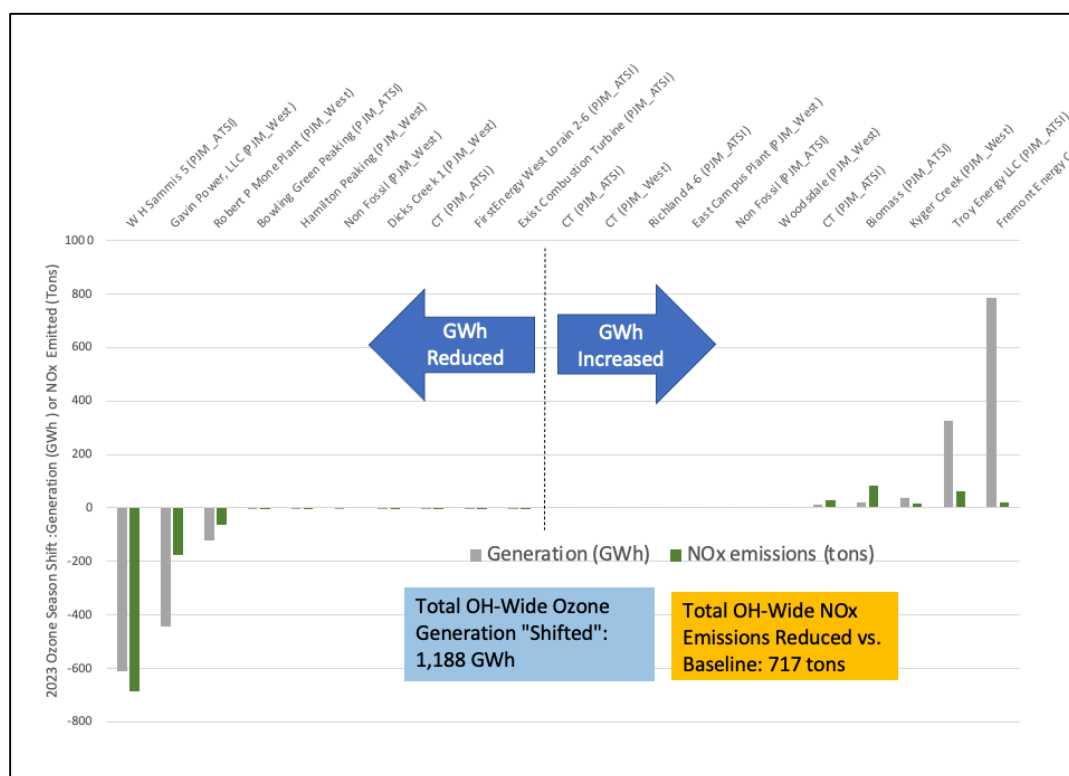 W H Sammis 5 (PJM_ATSI)
Gavin Power, LLC (PJM_West)
Robert P Mone Plant (PJM_West)
Bowling Green Peaking (PJM_ATSI)
Hamilton Peaking (PJM_West)
Non Fossil (PJM_West)
Dicks Creek 1 (PJM_West)
CT (PJM_ATSI)
FirstEnergy West Lorain 2-6 (PJM_ATSI)
Exist Combustion Turbine (PJM_ATSI)
CT (PJM_ATSI)
CT (PJM_West)
Richland 4-6 (PJM_ATSI)
East Campus Plant (PJM_West)
Non Fossil (PJM_ATSI)
Woodsdale (PJM_West)
CT (PJM_ATSI)
Biomass (PJM_ATSI)
Kyger Creek (PJM_West)
Troy Energy LLC (PJM_ATSI)
Fremont Energy C
2023 Ozone Season Shift :Generation (GWh) or NOx Emitted (Tons)
1000
800
600
400
200
0
-200
-400
-600
-800
GWh
Reduced
GWh
Increased
Generation (GWh)
NOx emissions (tons)
Total OH-Wide Ozone
Generation "Shifted":
1,188 GWh
Total OH-Wide NOx
Emissions Reduced vs.
Baseline: 717 tons